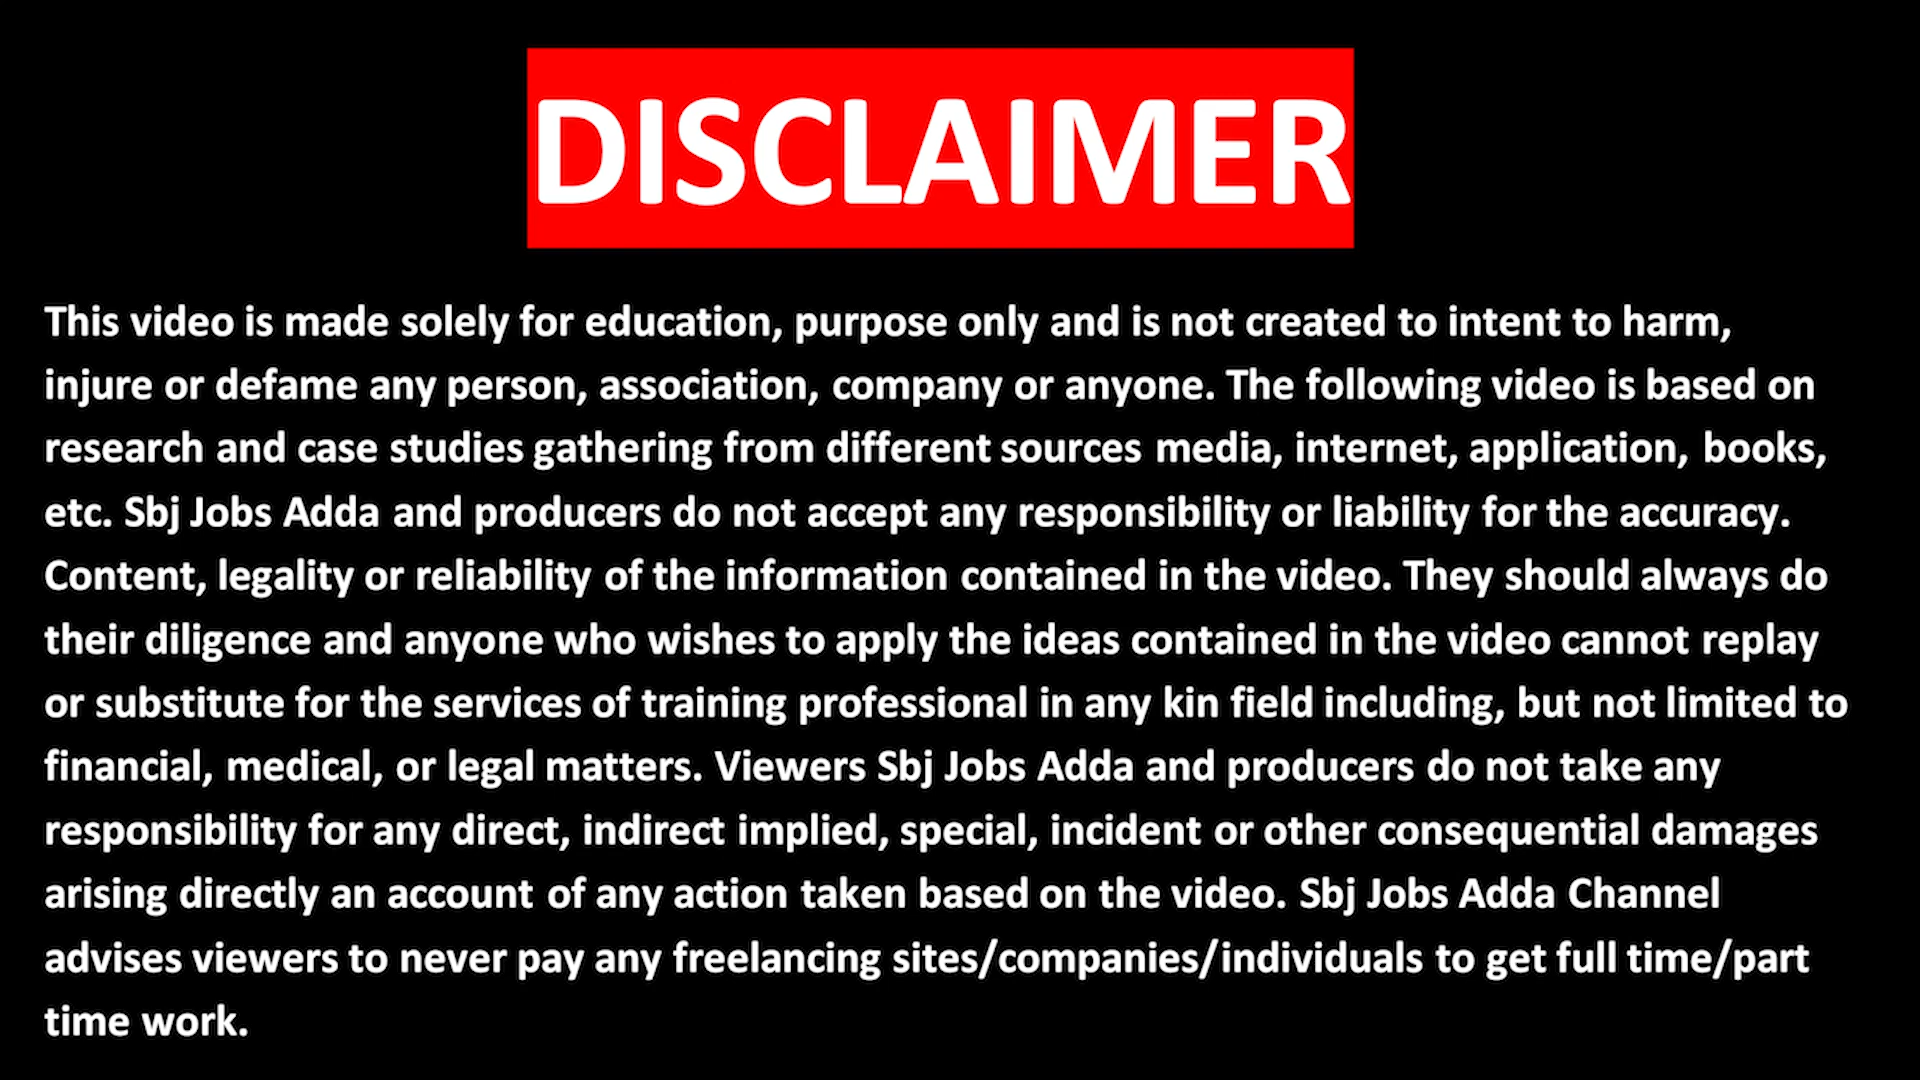 DISCLAIMER
This video is made solely for education, purpose only and is not created to intent to harm,
injure or defame any person, association, company or anyone. The following video is based on
research and case studies gathering from different sources media, internet, application, books,
etc. Sbj Jobs Adda and producers do not accept any responsibility or liability for the accuracy.
Content, legality or reliability of the information contained in the video. They should always do
their diligence and anyone who wishes to apply the ideas contained in the video cannot replay
or substitute for the services of training professional in any kin field including, but not limited to
financial, medical, or legal matters. Viewers Sbj Jobs Adda and producers do not take any
responsibility for any direct, indirect implied, special, incident or other consequential damages
arising directly an account of any action taken based on the video. Sbj Jobs Adda Channel
advises viewers to never pay any freelancing sites/companies/individuals to get full time/part
time work.